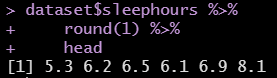 > dataset$sleephours %>%
+     round(1) %>%
+     head
[1] 5.3 6.2 6.5 6.1 6.9 8.1